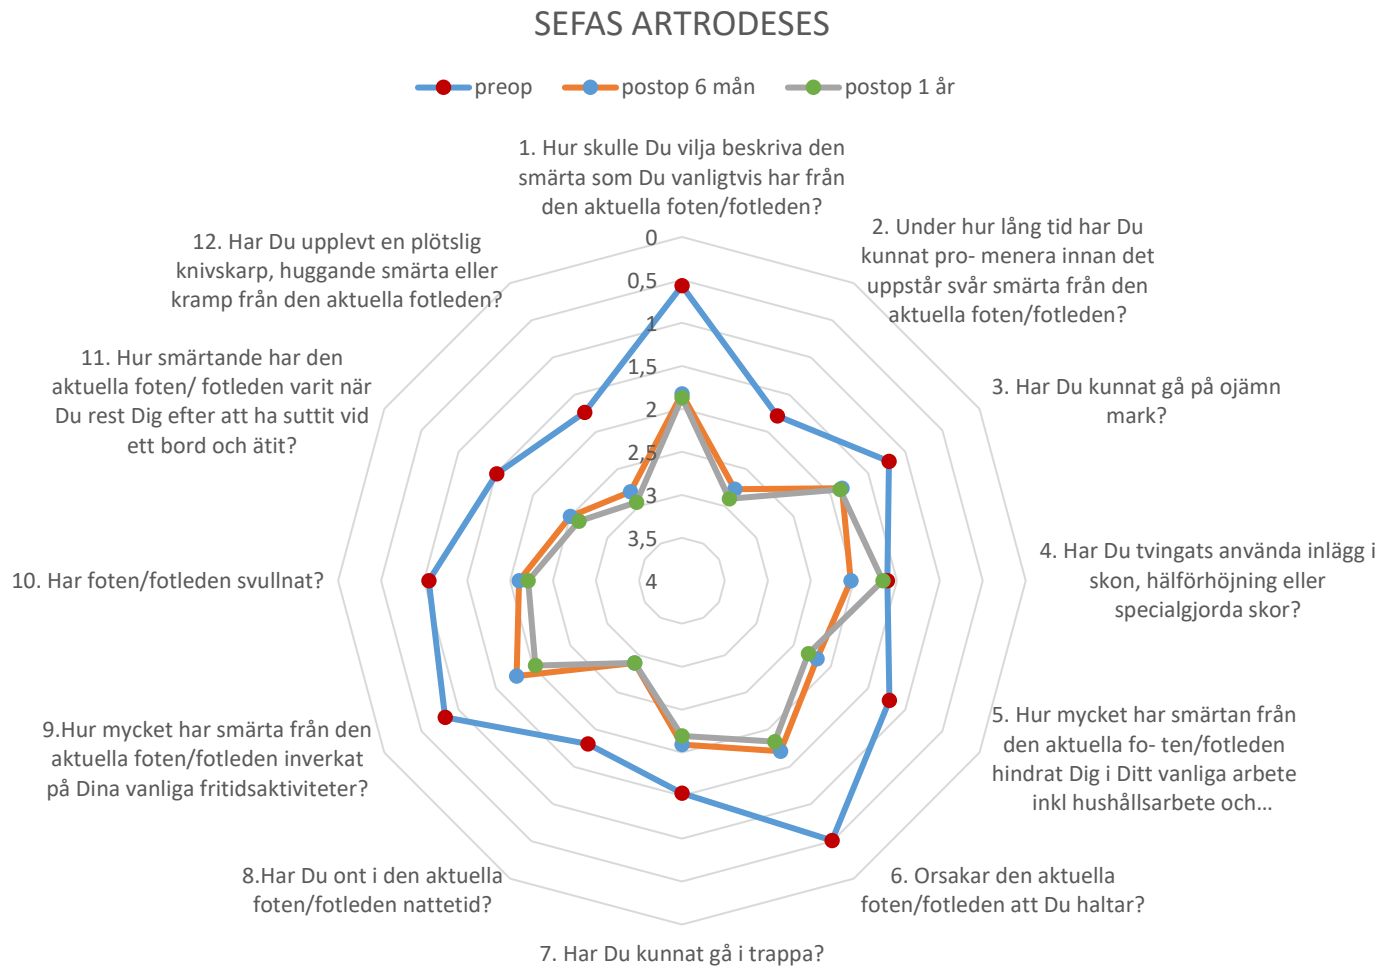 SEFAS ARTRODESES
preop
postop 6 mån
postop 1 år
1. Hur skulle Du vilja beskriva den
smärta som Du vanligtvis har från
den aktuella foten/fotleden?
2. Under hur lång tid har Du
kunnat pro- menera innan det
uppstår svår smärta från den
aktuella foten/fotleden?
3. Har Du kunnat gå på ojämn
mark?
4. Har Du tvingats använda inlägg i
skon, hälförhöjning eller
specialgjorda skor?
5. Hur mycket har smärtan från
den aktuella fo- ten/fotleden
hindrat Dig i Ditt vanliga arbete
inkl hushållsarbete och...
6. Orsakar den aktuella
foten/fotleden att Du haltar?
7. Har Du kunnat gå i trappa?
8.Har Du ont i den aktuella
foten/fotleden nattetid?
9.Hur mycket har smärta från den
aktuella foten/fotleden inverkat
på Dina vanliga fritidsaktiviteter?
10. Har foten/fotleden svullnat?
11. Hur smärtande har den
aktuella foten/ fotleden varit när
Du rest Dig efter att ha suttit vid
ett bord och ätit?
12. Har Du upplevt en plötslig
knivskarp, huggande smärta eller
kramp från den aktuella fotleden?
0
0,5
1
1,5
2
2,5
3
3,5
4